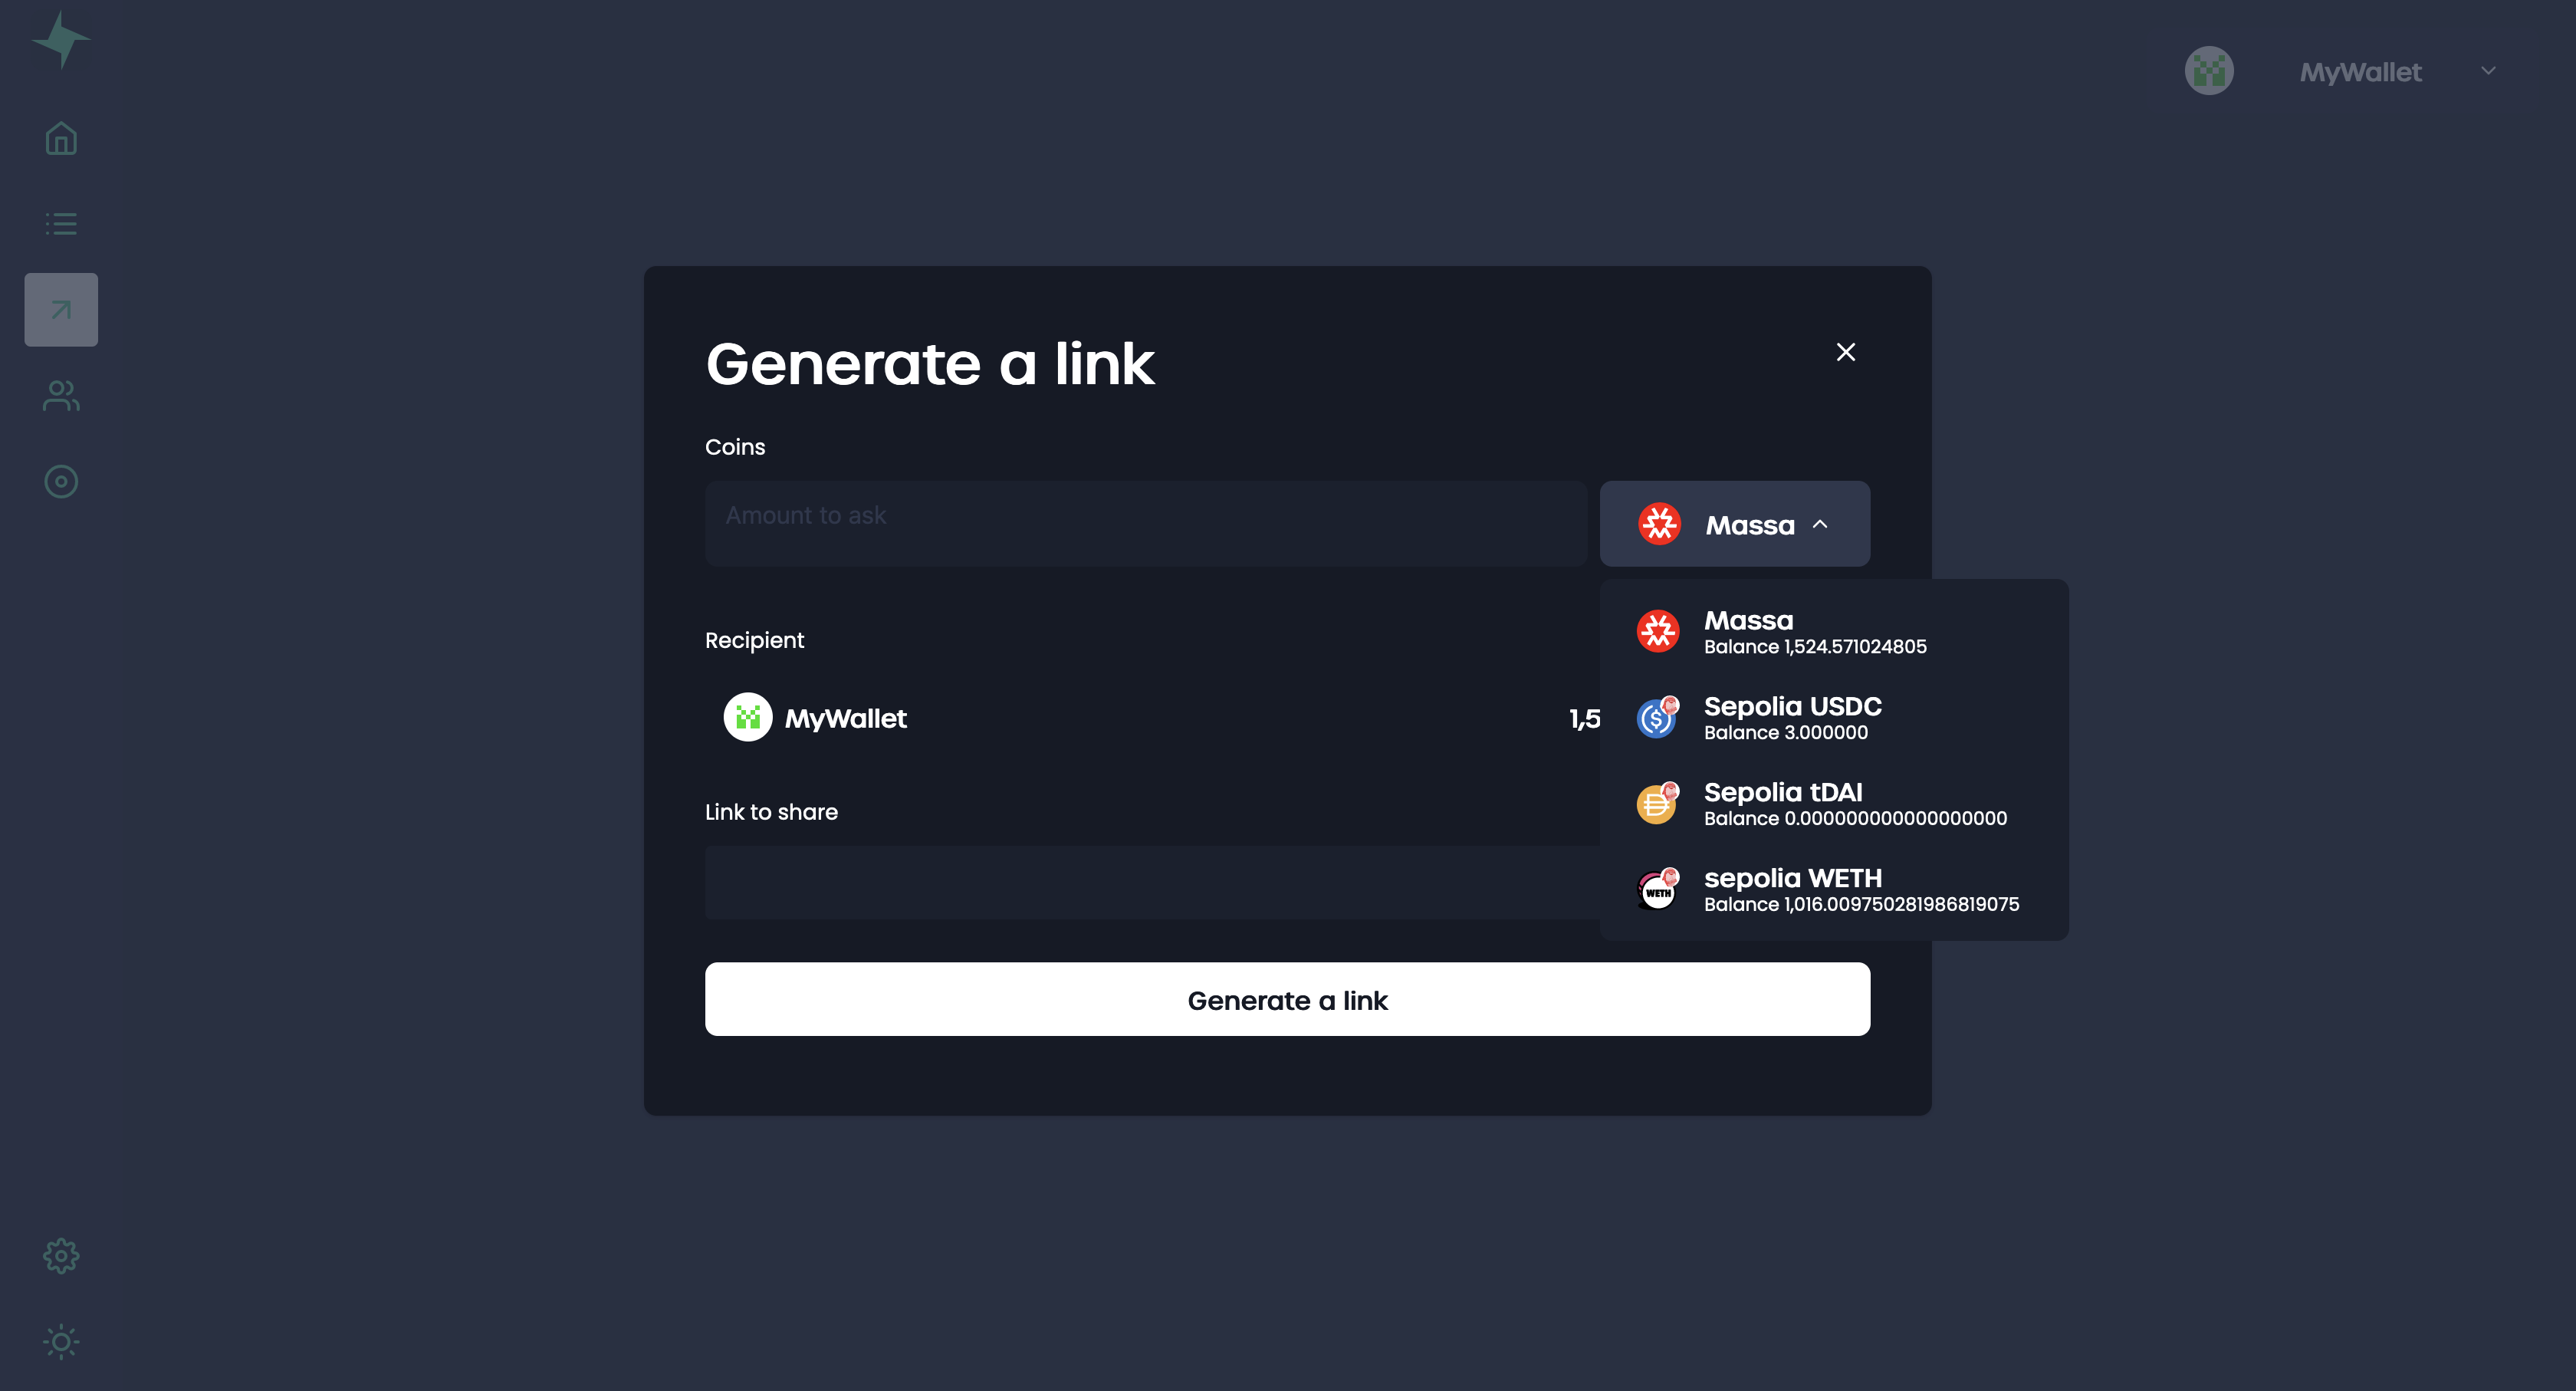 MyWallet
Generate a link
Coins
Amount to ask
Massa
Massa
Balance 1,524.571024805
Recipient
Sepolia USDC
Balance 3.000000
MyWallet
1,5
Sepolia tDAI
Balance 0.000000000000000000
Link to share
sepolia WETH
WETH
Balance 1,016.009750281986819075
Generate a link